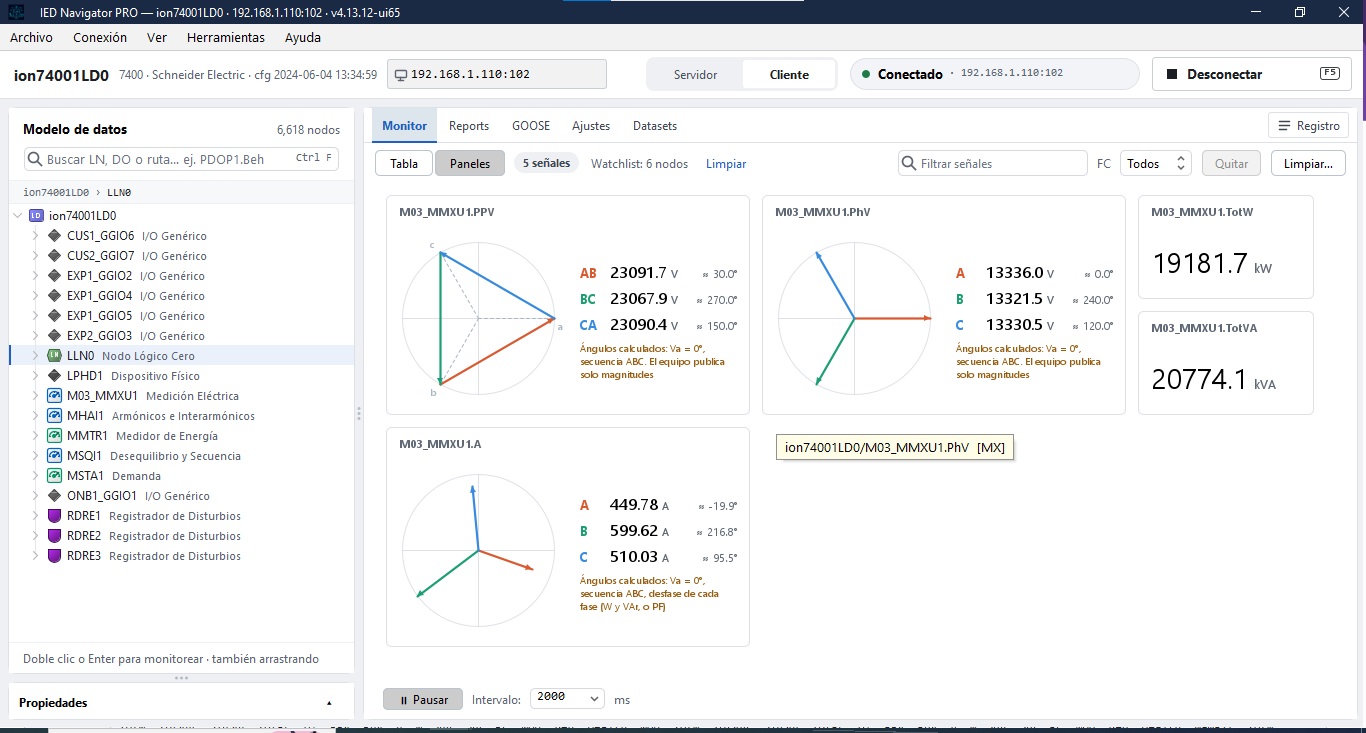 IED Navigator PRO — ion74001LD0 · 192.168.1.110:102 · v4.13.12-ui65
Archivo Conexión Ver Herramientas Ayuda
ion74001LD0 7400 · Schneider Electric · cfg 2024-06-04 13:34:59 192.168.1.110:102 Servidor Cliente Conectado · 192.168.1.110:102 Desconectar F5
Modelo de datos 6,618 nodos
Buscar LN, DO o ruta... ej. PDOP1.Beh Ctrl F
ion74001LD0 › LLN0
ion74001LD0
CUS1_GGIO6 I/O Genérico
CUS2_GGIO7 I/O Genérico
EXP1_GGIO2 I/O Genérico
EXP1_GGIO4 I/O Genérico
EXP1_GGIO5 I/O Genérico
EXP2_GGIO3 I/O Genérico
LLN0 Nodo Lógico Cero
LPHD1 Dispositivo Físico
M03_MMXU1 Medición Eléctrica
MHAI1 Armónicos e Interarmónicos
MMTR1 Medidor de Energía
MSQI1 Desequilibrio y Secuencia
MSTA1 Demanda
ONB1_GGIO1 I/O Genérico
RDRE1 Registrador de Disturbios
RDRE2 Registrador de Disturbios
RDRE3 Registrador de Disturbios
Doble clic o Enter para monitorear · también arrastrando
Propiedades
Monitor Reports GOOSE Ajustes Datasets Registro
Tabla Paneles 5 señales Watchlist: 6 nodos Limpiar Filtrar señales FC Todos Quitar Limpiar...
M03_MMXU1.PPV
c
a
b
AB 23091.7 V ≈ 30.0°
BC 23067.9 V ≈ 270.0°
CA 23090.4 V ≈ 150.0°
Ángulos calculados: Va = 0°,
secuencia ABC. El equipo publica
solo magnitudes
M03_MMXU1.PhV
A 13336.0 V ≈ 0.0°
B 13321.5 V ≈ 240.0°
C 13330.5 V ≈ 120.0°
Ángulos calculados: Va = 0°,
secuencia ABC. El equipo publica
solo magnitudes
M03_MMXU1.TotW
19181.7 kW
M03_MMXU1.TotVA
20774.1 kVA
M03_MMXU1.A
A 449.78 A ≈ -19.9°
B 599.62 A ≈ 216.8°
C 510.03 A ≈ 95.5°
Ángulos calculados: Va = 0°,
secuencia ABC, desfase de cada
fase (W y VAr, o PF)
ion74001LD0/M03_MMXU1.PhV [MX]
Pausar Intervalo: 2000 ms